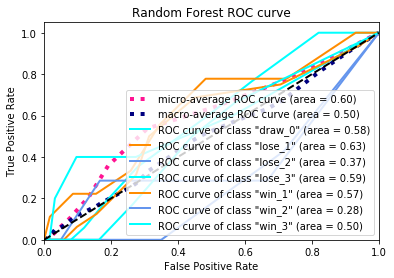 Random Forest ROC curve
True Positive Rate
1.0
0.8
0.6
0.4
0.2
0.0
micro-average ROC curve (area = 0.60)
macro-average ROC curve (area = 0.50)
ROC curve of class "draw_0" (area = 0.58)
ROC curve of class "lose_1" (area = 0.63)
ROC curve of class "lose_2" (area = 0.37)
ROC curve of class "lose_3" (area = 0.59)
ROC curve of class "win_1" (area = 0.57)
ROC curve of class "win_2" (area = 0.28)
ROC curve of class "win_3" (area = 0.50)
0.0 0.2 0.4 0.6 0.8 1.0
False Positive Rate